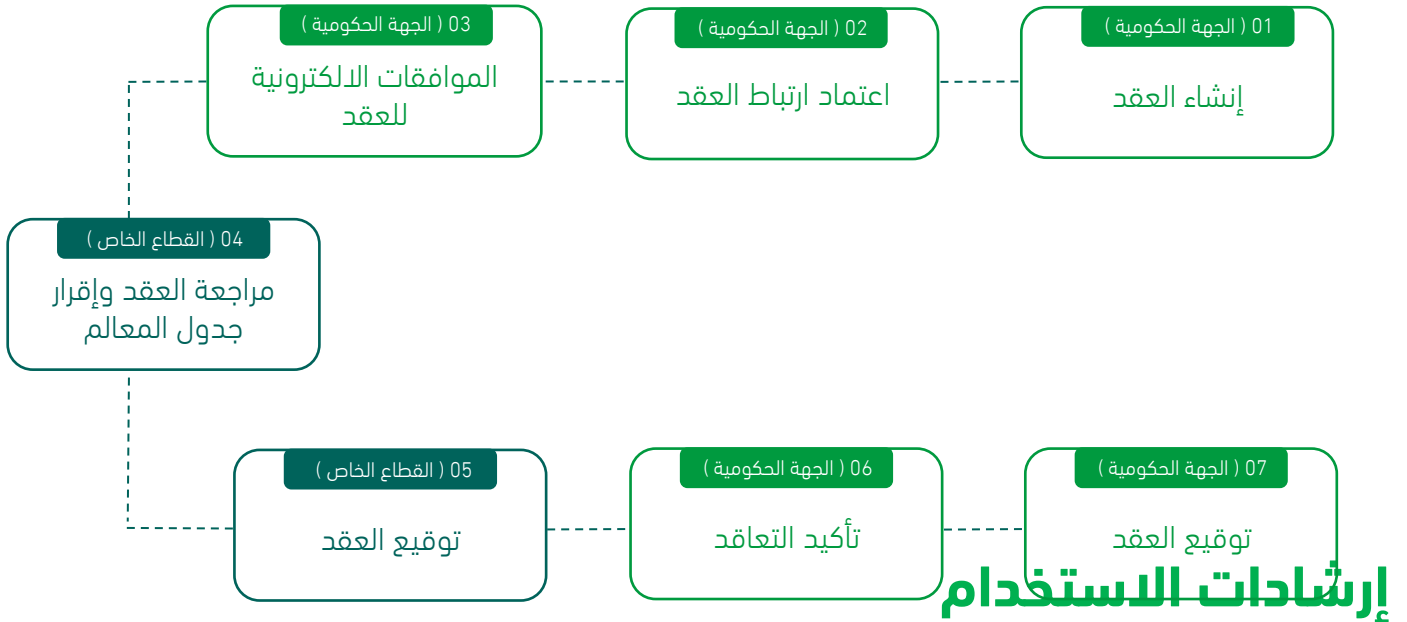 01 ( الجهة الحكومية )
إنشاء العقد
02 ( الجهة الحكومية )
اعتماد ارتباط العقد
03 ( الجهة الحكومية )
الموافقات الالكترونية
للعقد
04 ( القطاع الخاص )
مراجعة العقد وإقرار
جدول المعالم
05 ( القطاع الخاص )
توقيع العقد
06 ( الجهة الحكومية )
تأكيد التعاقد
07 ( الجهة الحكومية )
توقيع العقد
إرشادات الاستخدام